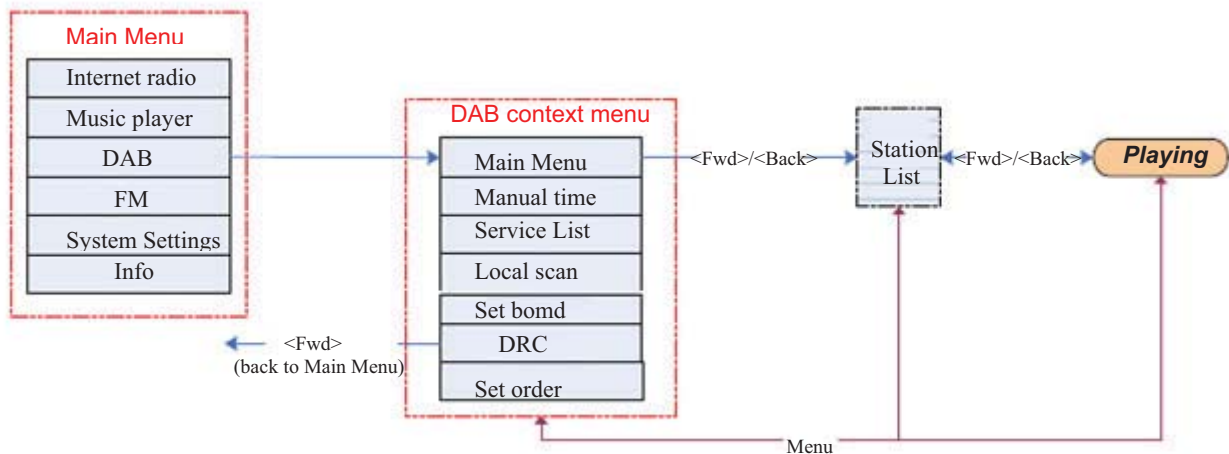 Main Menu
Internet radio
Music player
DAB
FM
System Settings
Info
DAB context menu
Main Menu
Manual time
Service List
Local scan
Set bomd
DRC
Set order
<Fwd>/<Back>
Station
List
<Fwd>/<Back>
Playing
<Fwd>
(back to Main Menu)
Menu